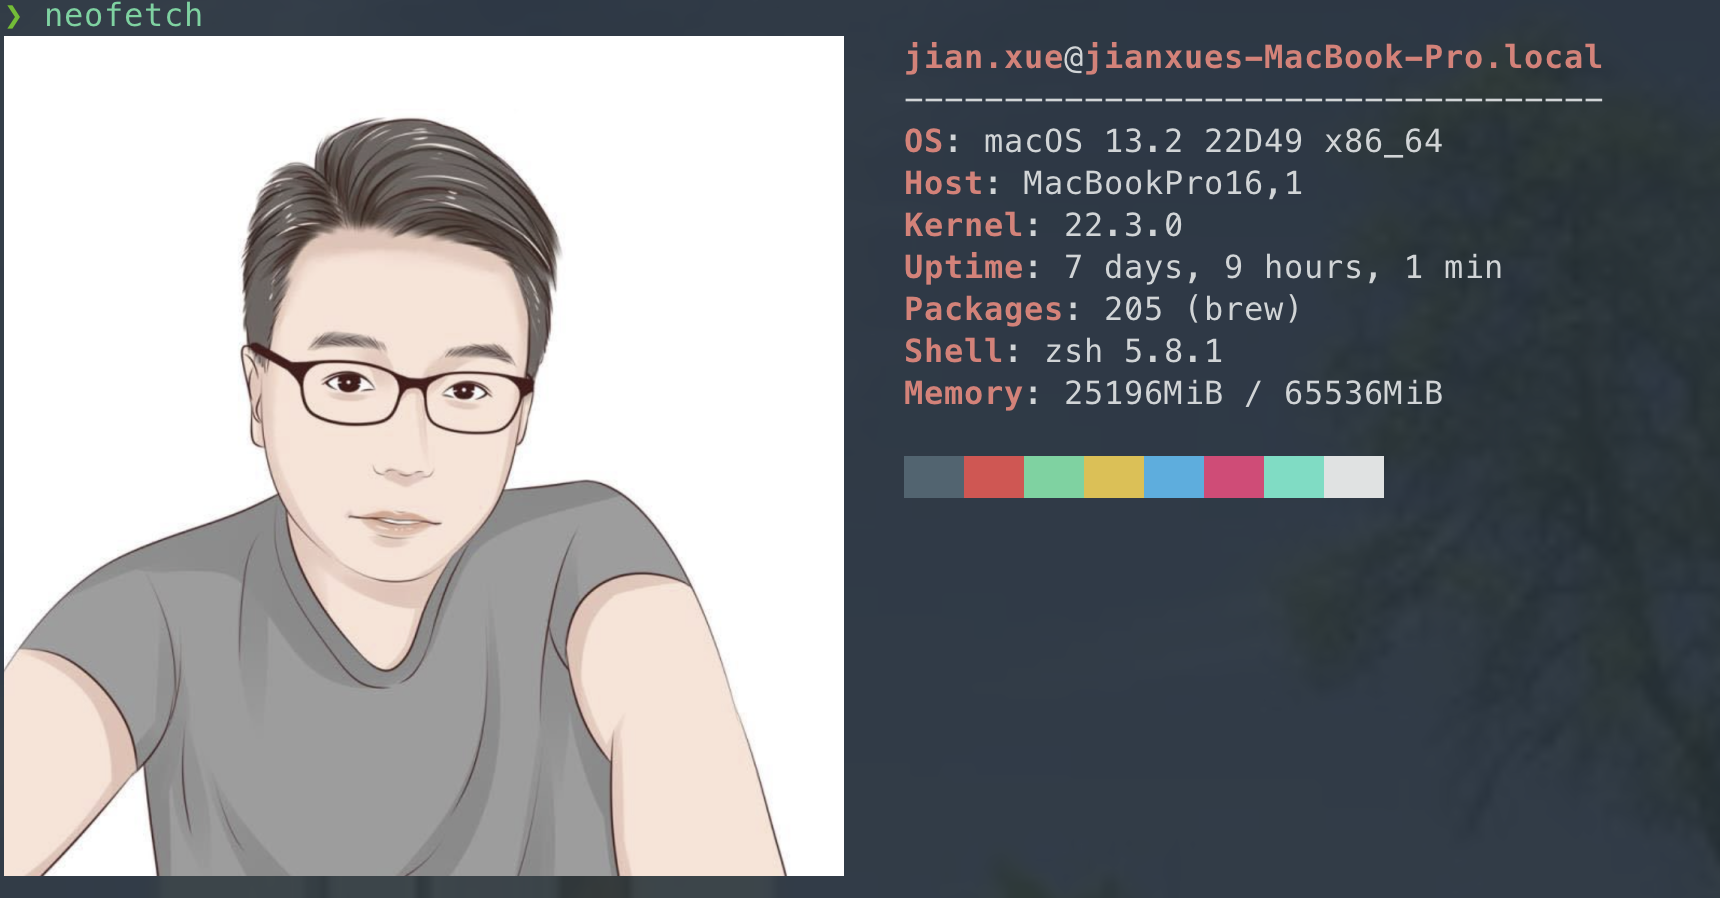 ❯ neofetch
jian.xue@jianxues-MacBook-Pro.local
-----------------------------------
OS: macOS 13.2 22D49 x86_64
Host: MacBookPro16,1
Kernel: 22.3.0
Uptime: 7 days, 9 hours, 1 min
Packages: 205 (brew)
Shell: zsh 5.8.1
Memory: 25196MiB / 65536MiB